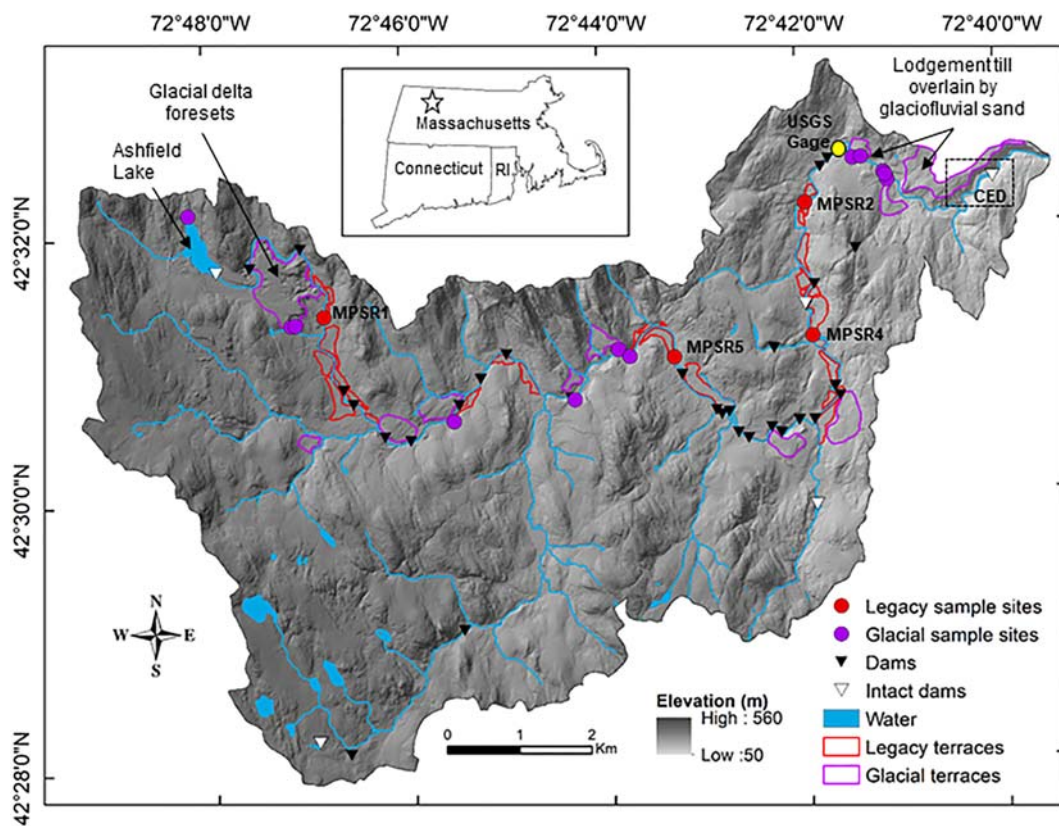 72°48'0"W
72°46'0"W
72°44'0"W
72°42'0"W
72°40'0"W
Glacial delta
foresets
Ashfield
Lake
Massachusetts
Connecticut
RI
Lodgement till
overlain by
glaciofluvial sand
USGS
Gage
CED
MPSR2
MPSR1
MPSR4
MPSR5
42°32'0"N
42°30'0"N
42°28'0"N
N
W
E
S
0
1
2
Km
Elevation (m)
High : 560
Low :50
Legacy sample sites
Glacial sample sites
Dams
Intact dams
Water
Legacy terraces
Glacial terraces